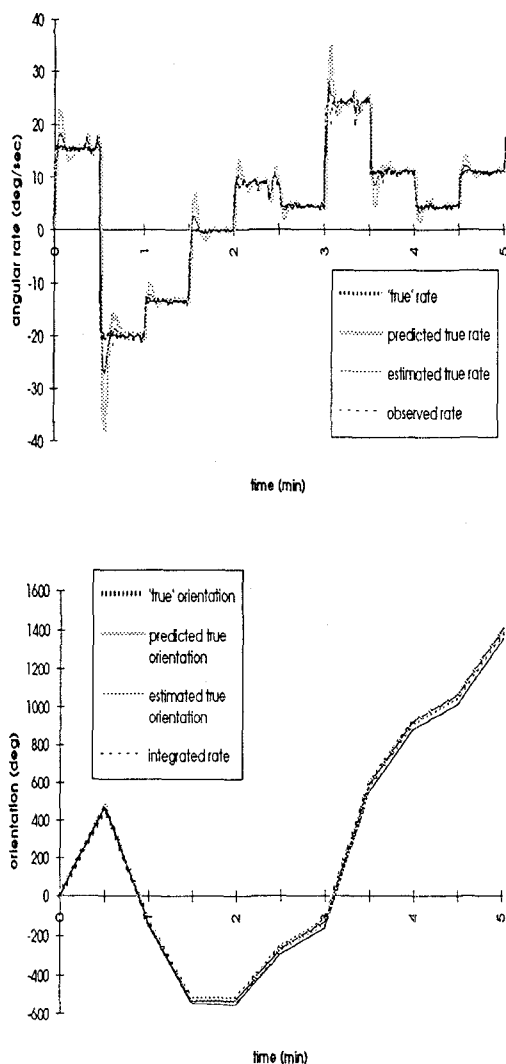 40
30
20
10
0
-10
-20
-30
-40
angular rate (deg/sec)
0
1
2
3
4
5
'true' rate
predicted true rate
estimated true rate
observed rate
time (min)
1600
1400
1200
1000
800
600
400
200
0
-200
-400
-600
orientation (deg)
'true' orientation
predicted true
orientation
estimated true
orientation
integrated rate
0
1
2
3
4
5
time (min)